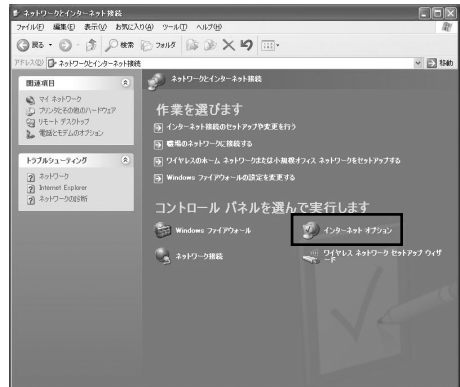 ネットワークとインターネット接続
ファイル(F) 編集(E) 表示(V) お気に入り(A) ツール(T) ヘルプ(H)
戻る 検索 フォルダ
アドレス(D) ネットワークとインターネット接続 移動
関連項目
マイ ネットワーク
プリンタとその他のハードウェア
リモート デスクトップ
電話とモデムのオプション
トラブルシューティング
ネットワーク
Internet Explorer
ネットワークの診断
ネットワークとインターネット接続
作業を選びます
インターネット接続のセットアップや変更を行う
職場のネットワークに接続する
ワイヤレスのホーム ネットワークまたは小規模オフィス ネットワークをセットアップする
Windows ファイアウォールの設定を変更する
コントロール パネルを選んで実行します
Windows ファイアウォール
インターネット オプション
ネットワーク接続
ワイヤレス ネットワーク セットアップ ウィザ
ード